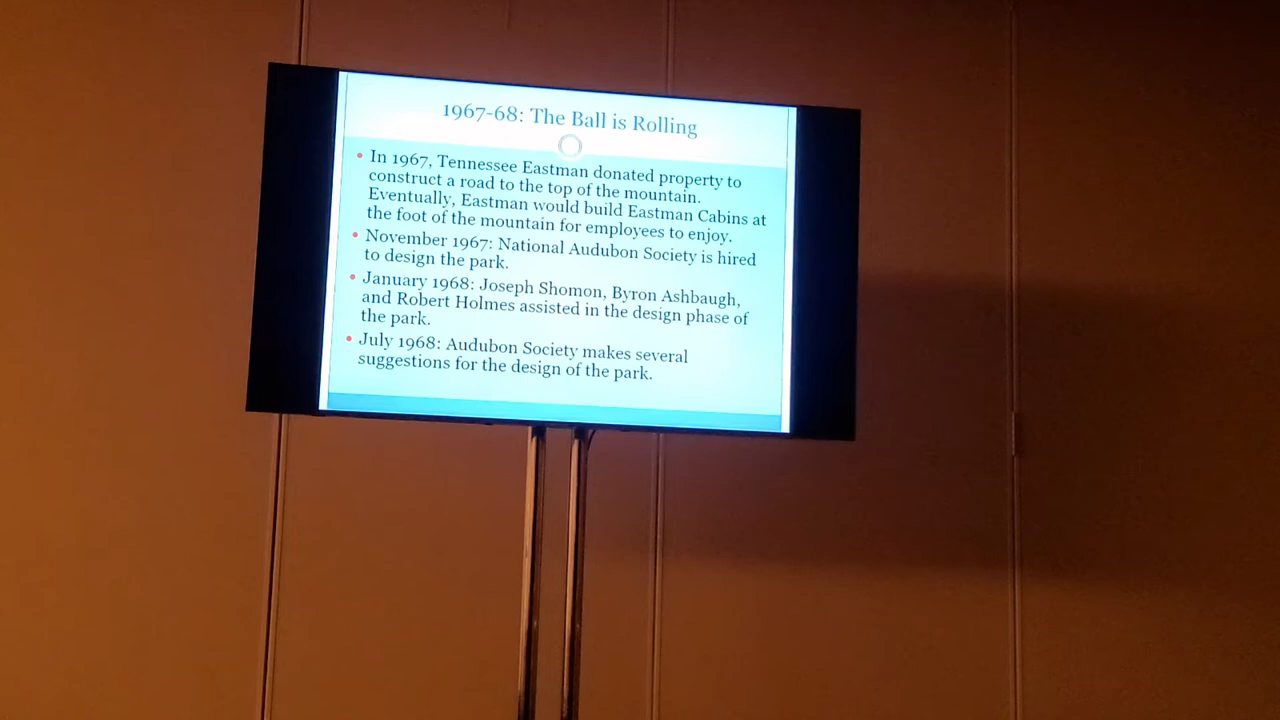 1967-68: The Ball is Rolling
• In 1967, Tennessee Eastman donated property to
construct a road to the top of the mountain.
Eventually, Eastman would build Eastman Cabins at
the foot of the mountain for employees to enjoy.
• November 1967: National Audubon Society is hired
to design the park.
• January 1968: Joseph Shomon, Byron Ashbaugh,
and Robert Holmes assisted in the design phase of
the park.
• July 1968: Audubon Society makes several
suggestions for the design of the park.